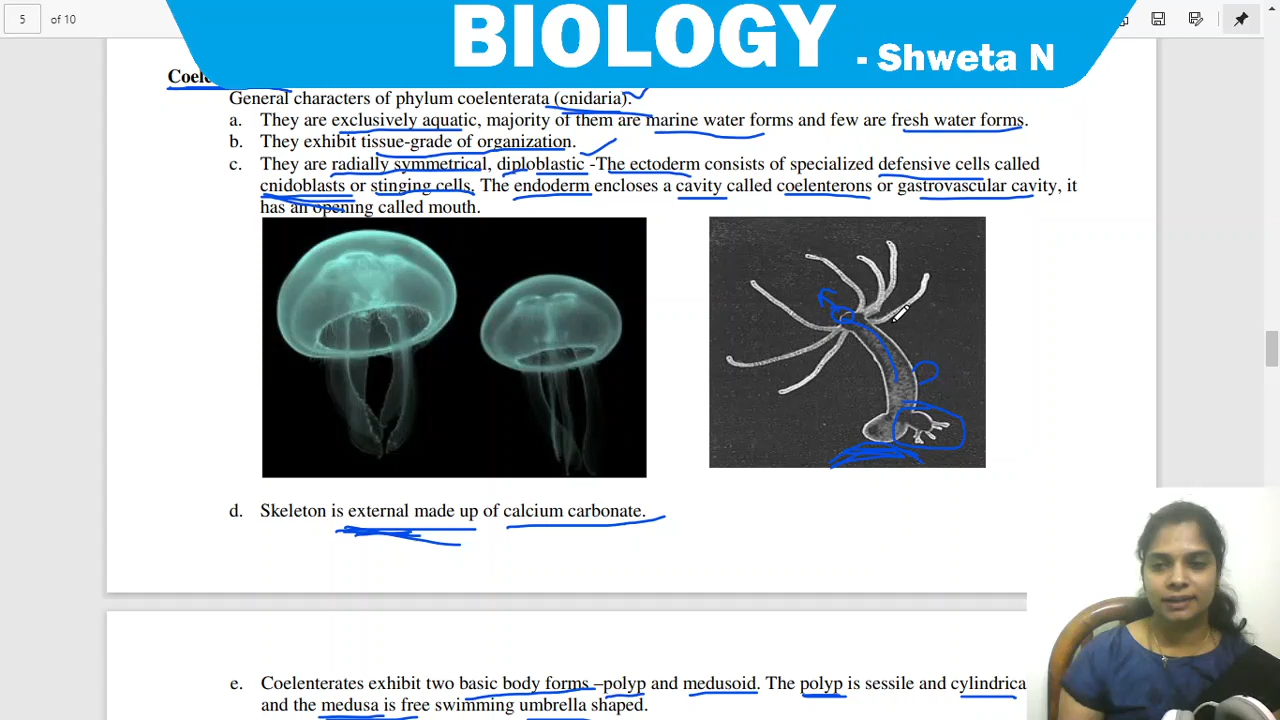 5 of 10
BIOLOGY
- Shweta N
General characters of phylum coelenterata (cnidaria):
a. They are exclusively aquatic, majority of them are marine water forms and few are fresh water forms.
b. They exhibit tissue-grade of organization.
c. They are radially symmetrical, diploblastic -The ectoderm consists of specialized defensive cells called
cnidoblasts or stinging cells. The endoderm encloses a cavity called coelenterons or gastrovascular cavity, it
has an opening called mouth.
d. Skeleton is external made up of calcium carbonate.
e. Coelenterates exhibit two basic body forms –polyp and medusoid. The polyp is sessile and cylindrica
and the medusa is free swimming umbrella shaped.